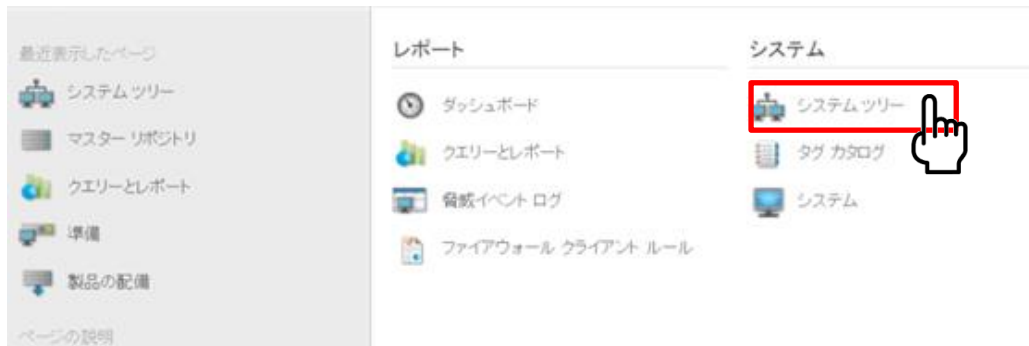 最近表示したページ
システム ツリー
マスター リポジトリ
クエリーとレポート
準備
製品の配備
ページの説明
レポート
ダッシュボード
クエリーとレポート
脅威イベント ログ
ファイアウォール クライアント ルール
システム
システム ツリー
タグ カタログ
システム